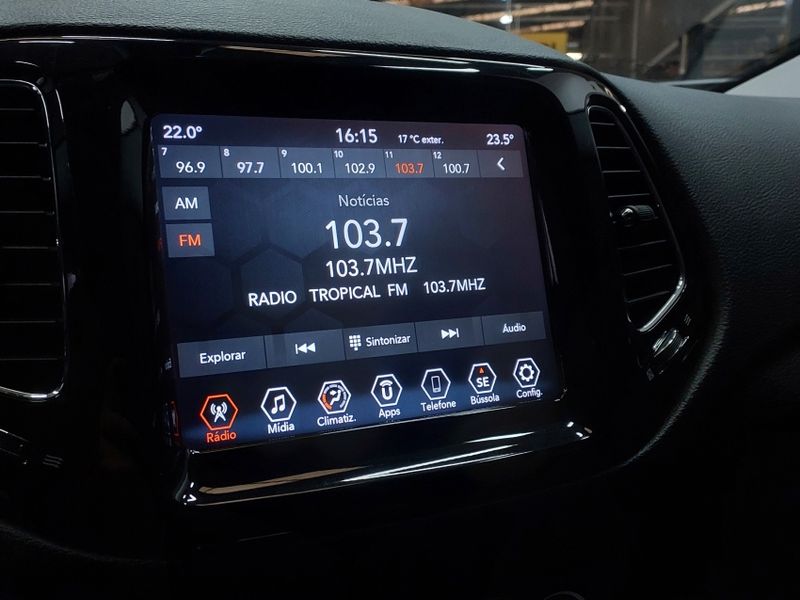 22.0° 16:15 17 °C exter. 23.5°
7 8 9 10 11 12
96.9 97.7 100.1 102.9 103.7 100.7
AM
Notícias
FM
103.7
103.7MHZ
RADIO TROPICAL FM 103.7MHZ
Explorar Sintonizar Áudio
Rádio Mídia Climatiz. Apps Telefone SE Bússola Config.